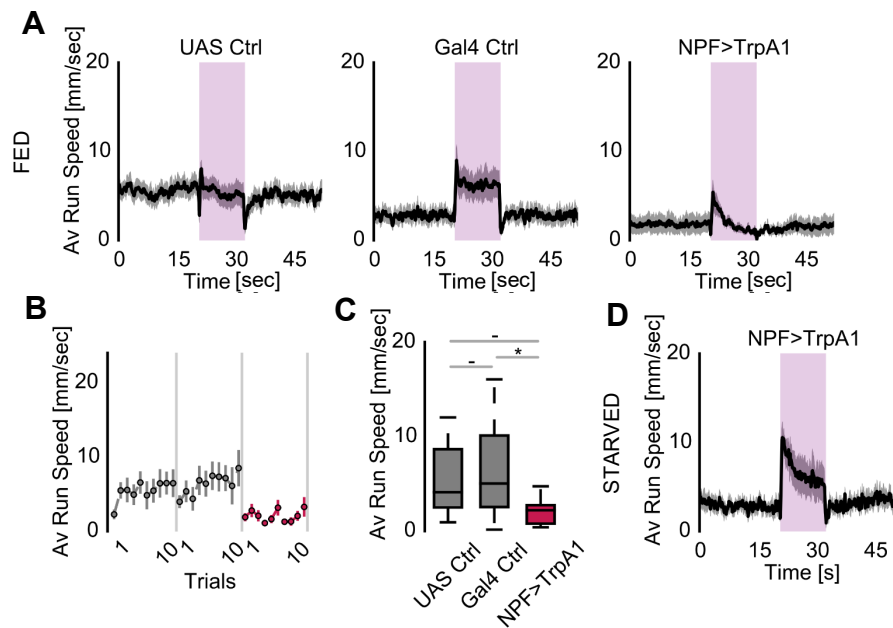 A
UAS Ctrl
Gal4 Ctrl
NPF>TrpA1
FED
Av Run Speed [mm/sec]
20
10
0
20
10
0
20
10
0
0 15 30 45
0 15 30 45
0 15 30 45
Time [sec]
Time [sec]
Time [sec]
B
Av Run Speed [mm/sec]
20
10
0
1 10 1 10 1 10
Trials
C
Av Run Speed [mm/sec]
20
10
0
-
-
*
UAS Ctrl
Gal4 Ctrl
NPF>TrpA1
D
NPF>TrpA1
STARVED
Av Run Speed [mm/sec]
20
10
0
0 15 30 45
Time [s]